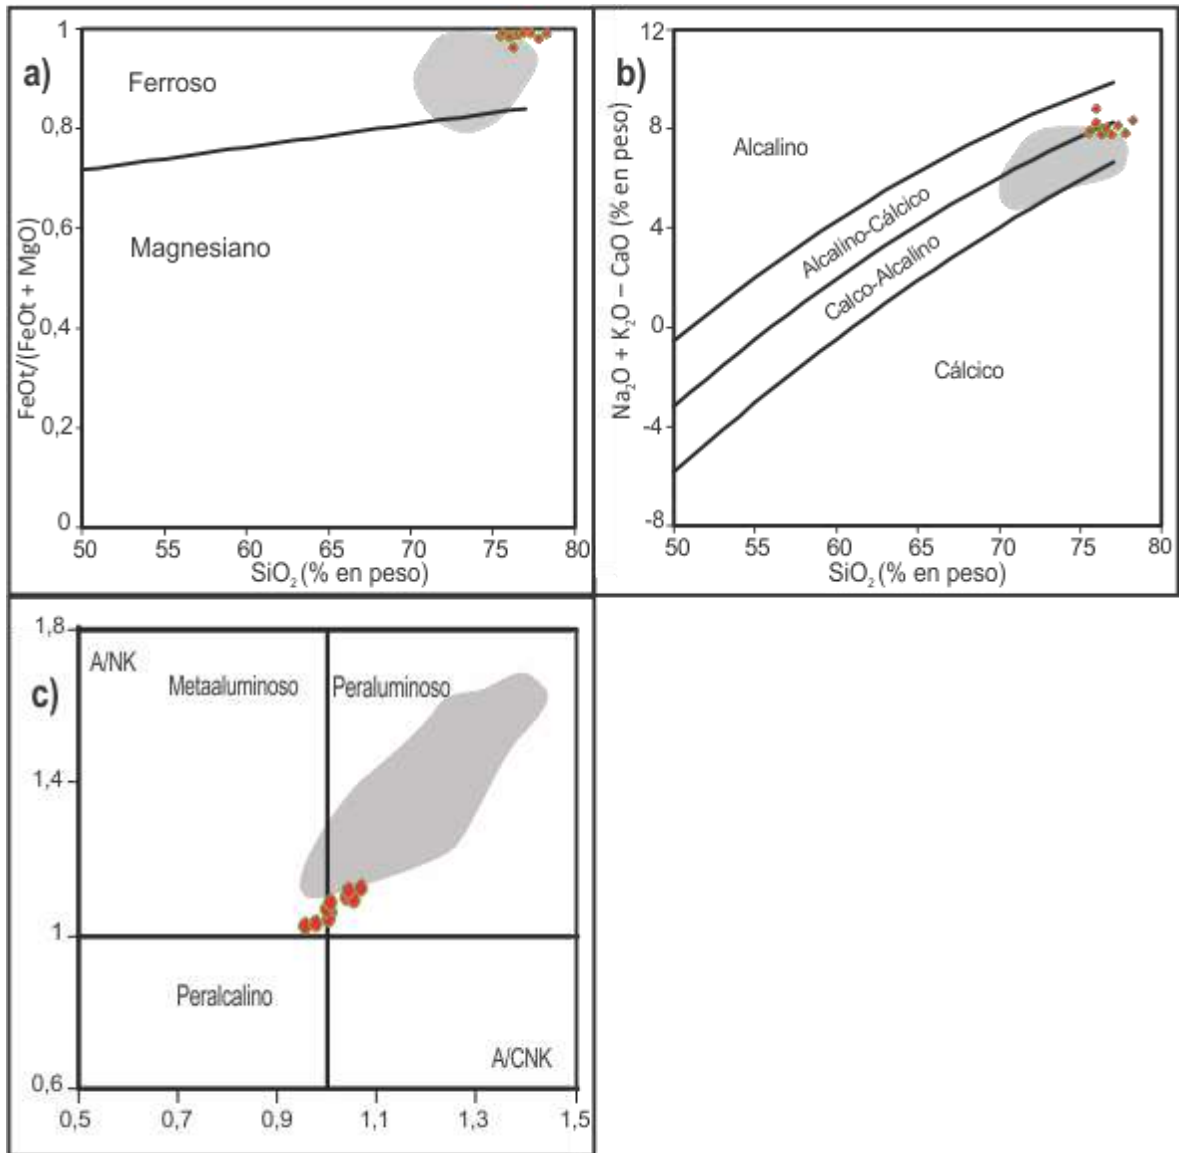 a)
1
0,8
0,6
0,4
0,2
0
Ferroso
Magnesiano
FeOt/(FeOt + MgO)
50 55 60 65 70 75 80
SiO₂ (% en peso)
b)
12
8
4
0
-4
-8
Alcalino
Alcalino-Cálcico
Calco-Alcalino
Cálcico
Na₂O + K₂O – CaO (% en peso)
50 55 60 65 70 75 80
SiO₂ (% en peso)
c)
1,8
1,4
1
0,6
A/NK
Metaaluminoso
Peraluminoso
Peralcalino
A/CNK
0,5 0,7 0,9 1,1 1,3 1,5